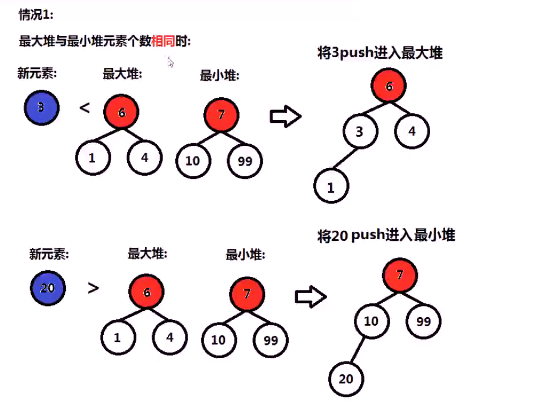 情况1:
最大堆与最小堆元素个数相同时:
新元素: 最大堆: 最小堆: 将3push进入最大堆
3 < 6 7 6
1 4 10 99 3 4
1
新元素: 最大堆: 最小堆: 将20 push进入最小堆
20 > 6 7 7
1 4 10 99 10 99
20